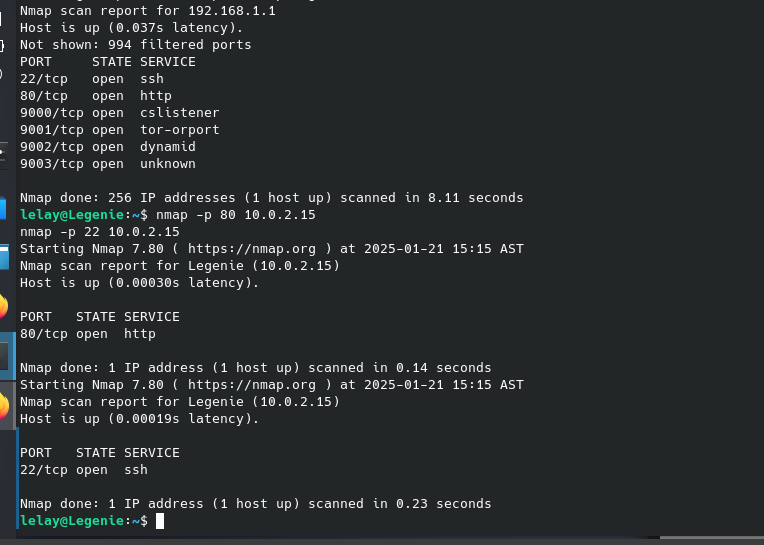 Nmap scan report for 192.168.1.1
Host is up (0.037s latency).
Not shown: 994 filtered ports
PORT     STATE SERVICE
22/tcp   open  ssh
80/tcp   open  http
9000/tcp open  cslistener
9001/tcp open  tor-orport
9002/tcp open  dynamid
9003/tcp open  unknown

Nmap done: 256 IP addresses (1 host up) scanned in 8.11 seconds
lelay@Legenie:~$ nmap -p 80 10.0.2.15
nmap -p 22 10.0.2.15
Starting Nmap 7.80 ( https://nmap.org ) at 2025-01-21 15:15 AST
Nmap scan report for Legenie (10.0.2.15)
Host is up (0.00030s latency).

PORT   STATE SERVICE
80/tcp open  http

Nmap done: 1 IP address (1 host up) scanned in 0.14 seconds
Starting Nmap 7.80 ( https://nmap.org ) at 2025-01-21 15:15 AST
Nmap scan report for Legenie (10.0.2.15)
Host is up (0.00019s latency).

PORT   STATE SERVICE
22/tcp open  ssh

Nmap done: 1 IP address (1 host up) scanned in 0.23 seconds
lelay@Legenie:~$